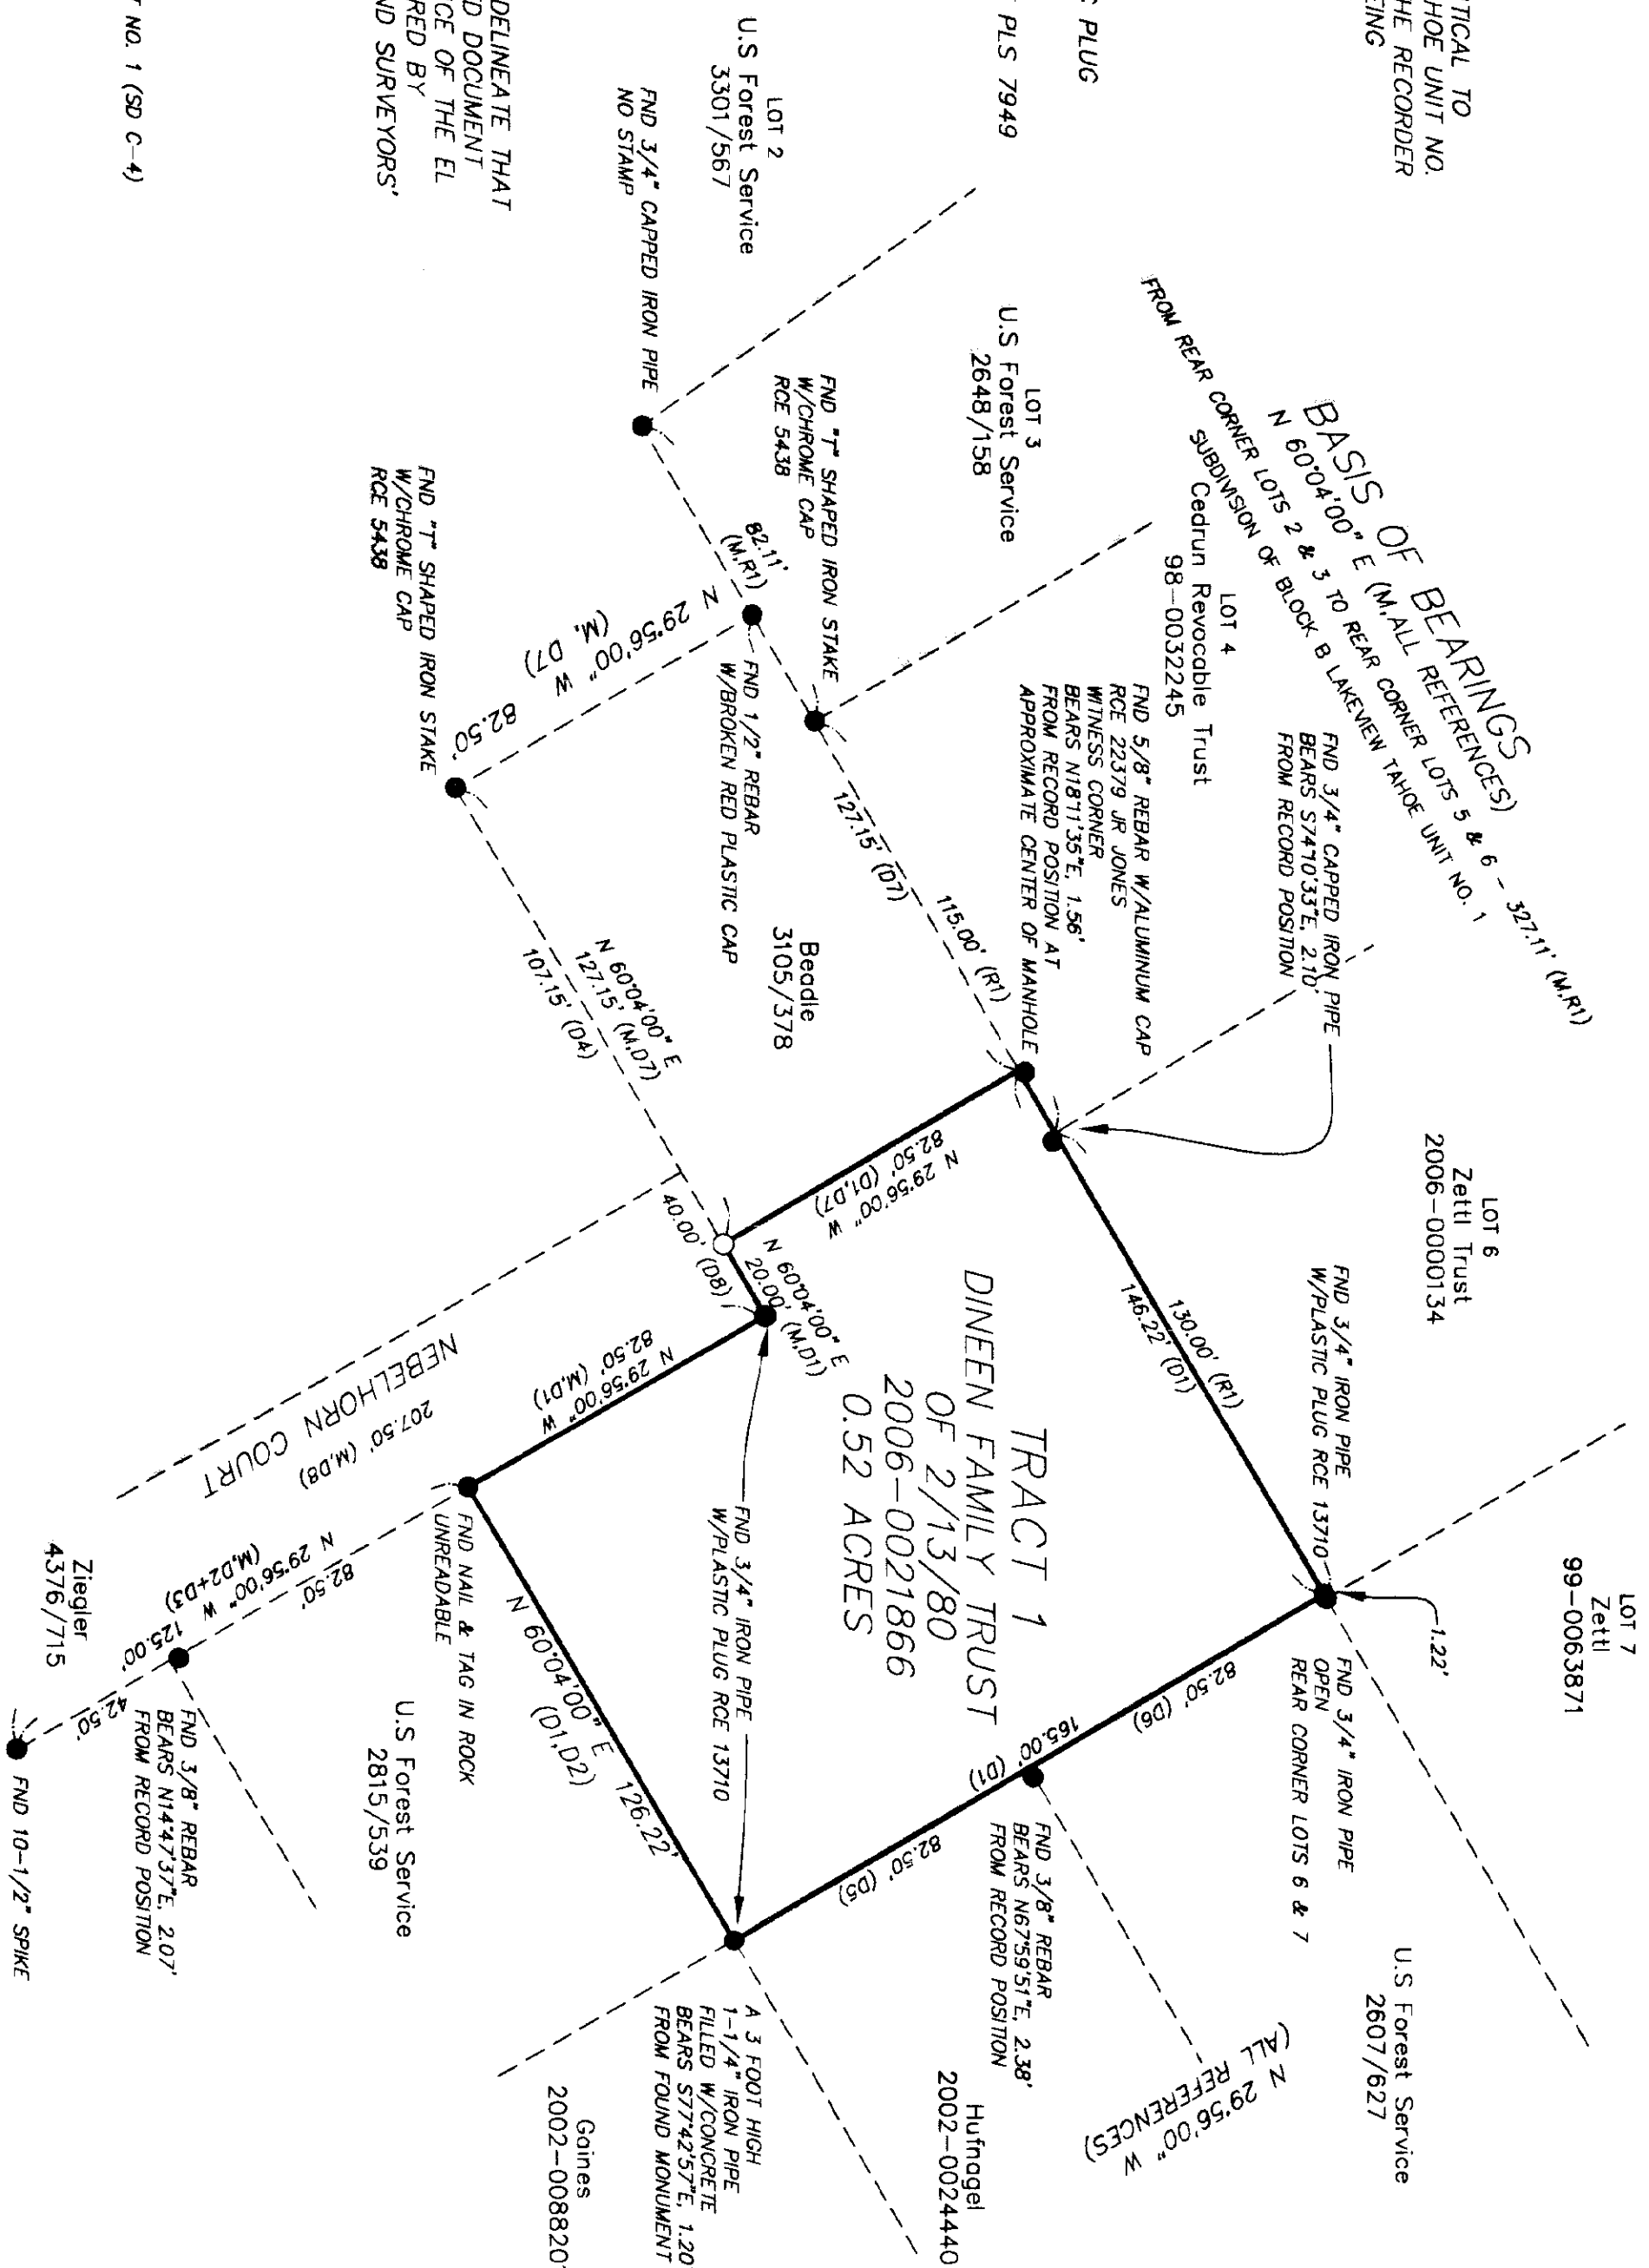 TICAL TO
HOE UNIT NO.
HE RECORDER
EING
C PLUG
PLS 7949
DELINEATE THAT
D DOCUMENT
CE OF THE EL
RED BY
ND SURVEYORS'
NO. 1 (SD C-4)
BASIS OF BEARINGS
N 60°04'00" E (M,ALL REFERENCES)
FROM REAR CORNER LOTS 2 & 3 TO REAR CORNER LOTS 5 & 6 - 327.11' (M,R1)
SUBDIVISION OF BLOCK B LAKEVIEW TAHOE UNIT NO. 1
LOT 2
U.S Forest Service
3301/567
FND 3/4" CAPPED IRON PIPE
NO STAMP
LOT 3
U.S Forest Service
2648/158
FND "T" SHAPED IRON STAKE
W/CHROME CAP
RCE 5438
LOT 4
Cedrun Revocable Trust
98-0032245
FND 5/8" REBAR W/ALUMINUM CAP
RCE 22379 JR JONES
WITNESS CORNER
BEARS N18°11'35"E, 1.56'
FROM RECORD POSITION AT
APPROXIMATE CENTER OF MANHOLE
FND 3/4" CAPPED IRON PIPE
BEARS S74°10'33"E, 2.10'
FROM RECORD POSITION
LOT 6
Zettl Trust
2006-0000134
FND 3/4" IRON PIPE
W/PLASTIC PLUG RCE 13710
LOT 7
Zettl
99-0063871
1.22'
FND 3/4" IRON PIPE
OPEN
REAR CORNER LOTS 6 & 7
U.S Forest Service
2607/627
82.11'
(M,R1)
N 29°56'00" W
(M, D7)
82.50'
FND 1/2" REBAR
W/BROKEN RED PLASTIC CAP
FND "T" SHAPED IRON STAKE
W/CHROME CAP
RCE 5438
127.15' (D7)
115.00' (R1)
Beadle
3105/378
N 60°04'00" E
127.15' (M,D7)
107.15' (D4)
N 29°56'00" W
82.50' (D1,D7)
130.00' (R1)
146.22' (D1)
40.00' (D8)
N 60°04'00" E
20.00' (M,D1)
TRACT 1
DINEEN FAMILY TRUST
OF 2/13/80
2006-0021866
0.52 ACRES
N 29°56'00" W
82.50' (M,D1)
FND 3/4" IRON PIPE
W/PLASTIC PLUG RCE 13710
82.50' (D6)
165.00' (D1)
82.50' (D5)
FND 3/8" REBAR
BEARS N67°59'51"E, 2.38'
FROM RECORD POSITION
N 29°56'00" W
(ALL REFERENCES)
Hufnagel
2002-0024440
NEBELHORN COURT
207.50' (M,D8)
FND NAIL & TAG IN ROCK
UNREADABLE
N 60°04'00" E 126.22'
(D1,D2)
A 3 FOOT HIGH
1-1/4" IRON PIPE
FILLED W/CONCRETE
BEARS S77°42'57"E, 1.20
FROM FOUND MONUMENT
82.50'
N 29°56'00" W 125.00'
(M,D2+D3)
42.50'
U.S Forest Service
2815/539
Gaines
2002-008820
Ziegler
4376/715
FND 3/8" REBAR
BEARS N14°47'37"E, 2.07'
FROM RECORD POSITION
FND 10-1/2" SPIKE